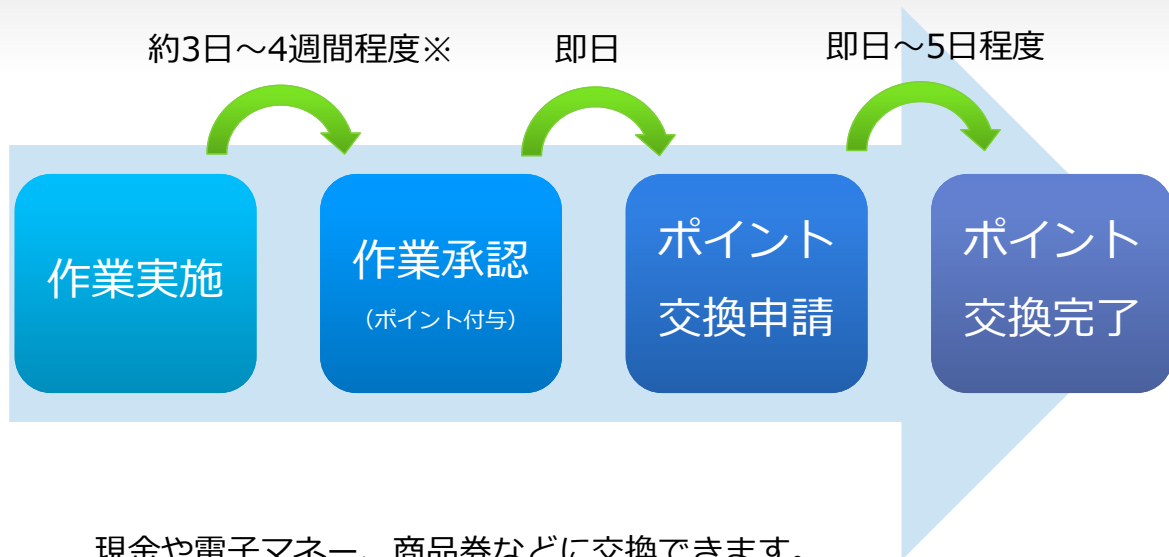 約3日～4週間程度※
即日
即日～5日程度
作業実施
作業承認
（ポイント付与）
ポイント
交換申請
ポイント
交換完了
現金や電子マネー、商品券などに交換できます。